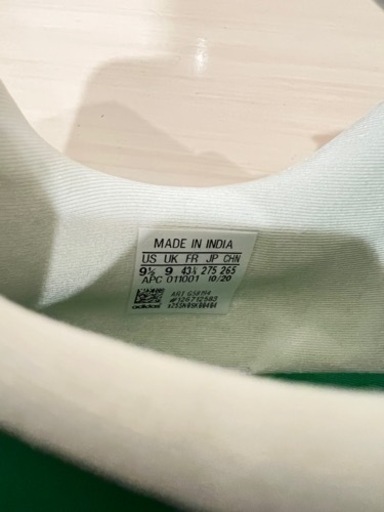 MADE IN INDIA
US UK FR JP CHN
9½ 9 43⅓ 275 265
APC 011001 10/20
ART
adidas